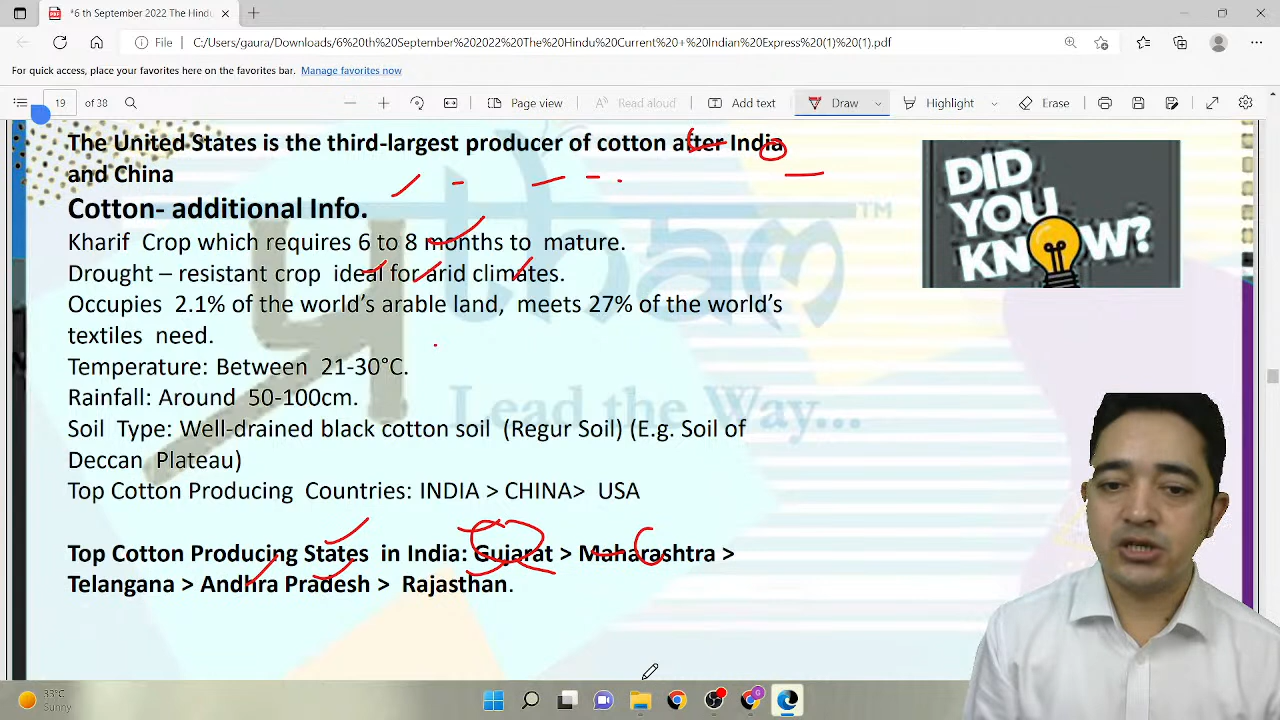 *6 th September 2022 The Hindu
File
C:/Users/gaura/Downloads/6%20th%20September%202022%20The%20Hindu%20Current%20+%20Indian%20Express%20(1)%20(1).pdf
For quick access, place your favorites here on the favorites bar. Manage favorites now
19 of 38
Page view
Read aloud
Add text
Draw
Highlight
Erase
The United States is the third-largest producer of cotton after India
and China
Cotton- additional Info.
TM
Kharif Crop which requires 6 to 8 months to mature.
Drought – resistant crop ideal for arid climates.
Occupies 2.1% of the world's arable land, meets 27% of the world's
textiles need.
Temperature: Between 21-30°C.
Rainfall: Around 50-100cm.
Lead the Way...
Soil Type: Well-drained black cotton soil (Regur Soil) (E.g. Soil of
Deccan Plateau)
Top Cotton Producing Countries: INDIA > CHINA> USA
Top Cotton Producing States in India: Gujarat > Maharashtra >
Telangana > Andhra Pradesh > Rajasthan.
DID
YOU
KNOW?
33°C
Sunny